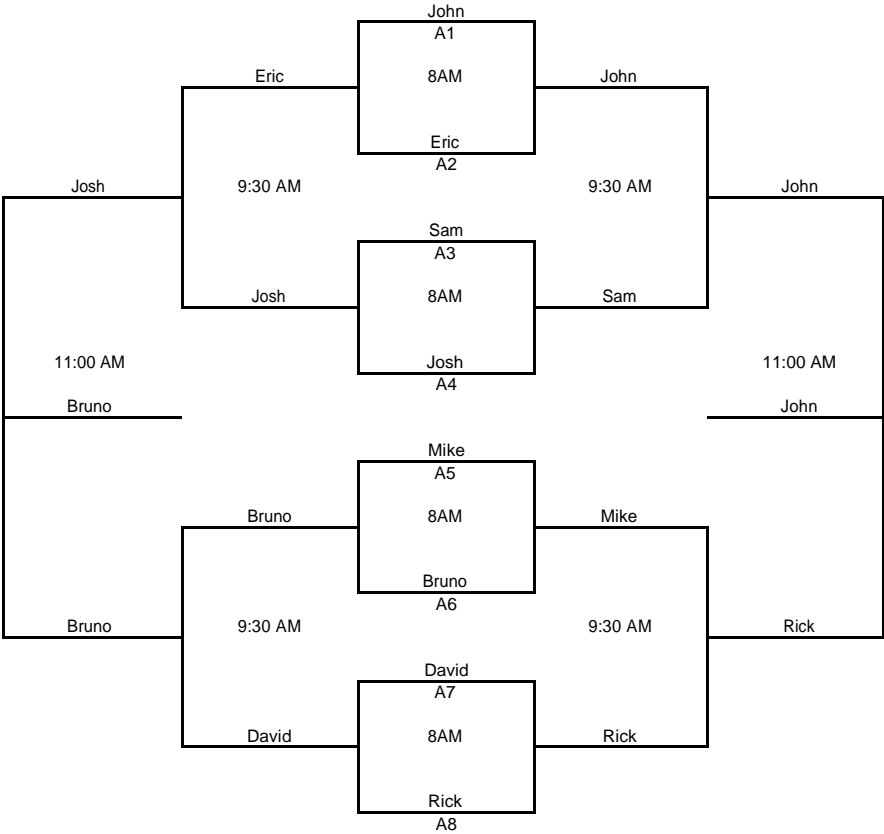 John
A1
Eric
8AM
John
Eric
A2
Josh
9:30 AM
9:30 AM
John
Sam
A3
Josh
8AM
Sam
11:00 AM
Josh
11:00 AM
A4
Bruno
John
Mike
A5
Bruno
8AM
Mike
Bruno
A6
Bruno
9:30 AM
9:30 AM
Rick
David
A7
David
8AM
Rick
Rick
A8